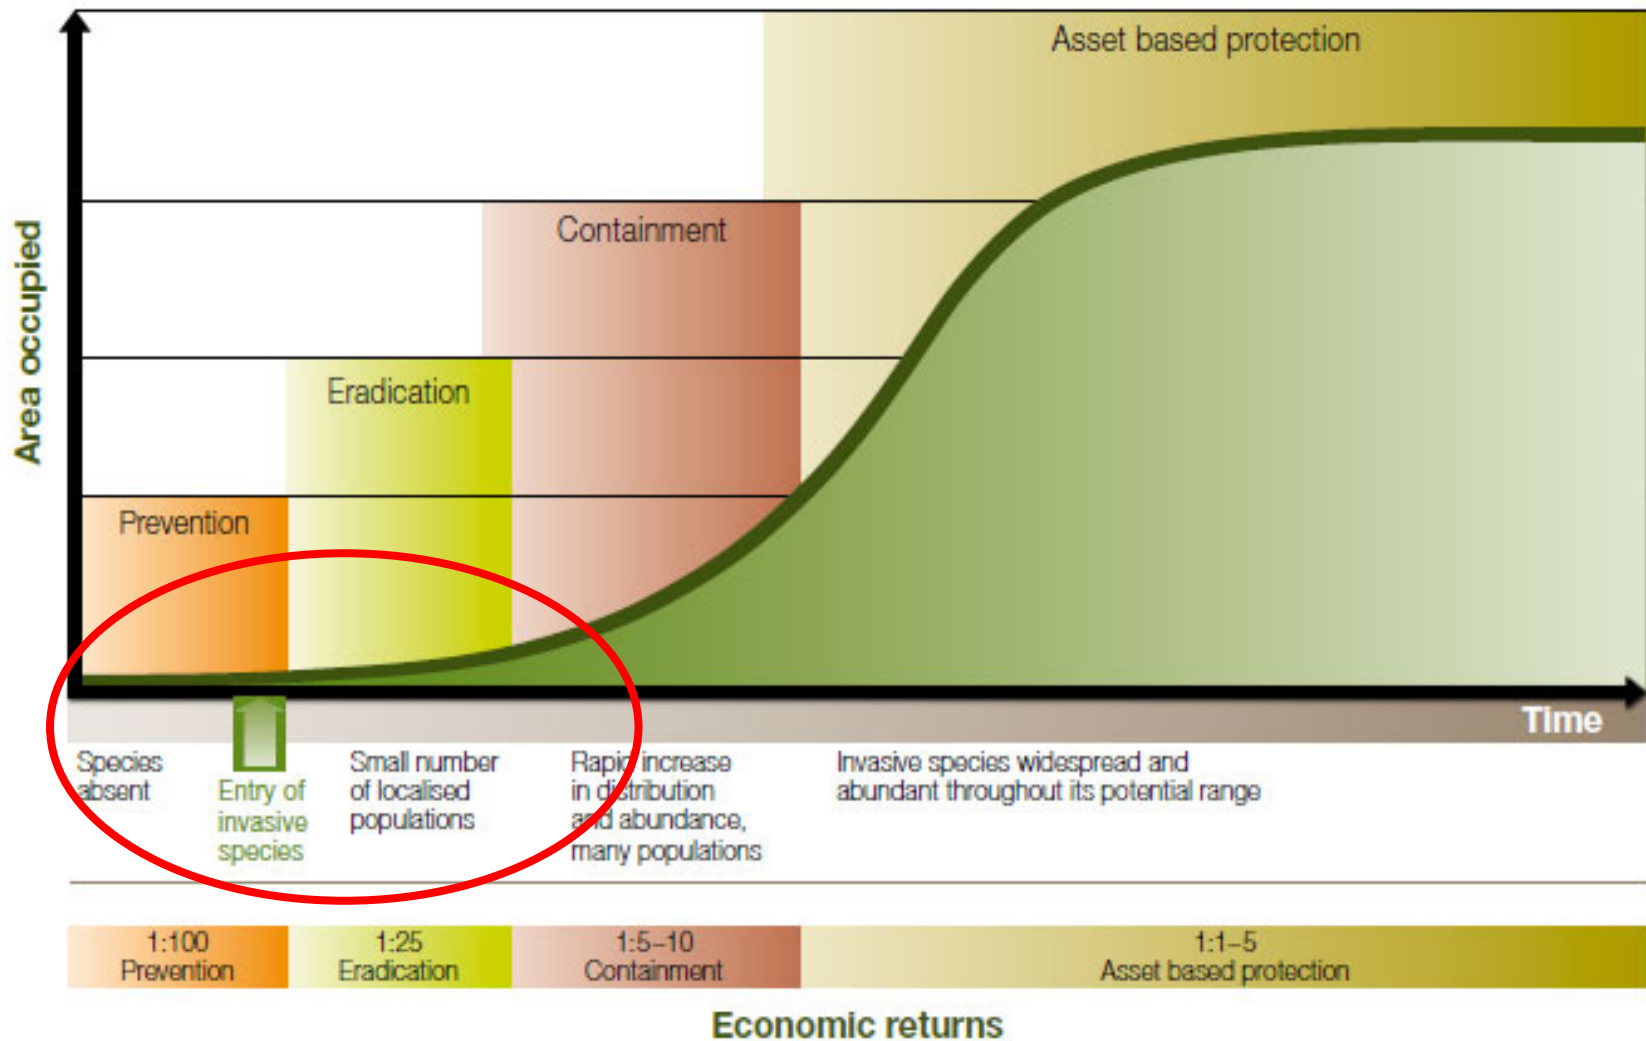 Asset based protection
Containment
Eradication
Prevention
Area occupied
Time
Species
absent
Entry of
invasive
species
Small number
of localised
populations
Rapid increase
in distribution
and abundance,
many populations
Invasive species widespread and
abundant throughout its potential range
1:100
Prevention
1:25
Eradication
1:5–10
Containment
1:1–5
Asset based protection
Economic returns